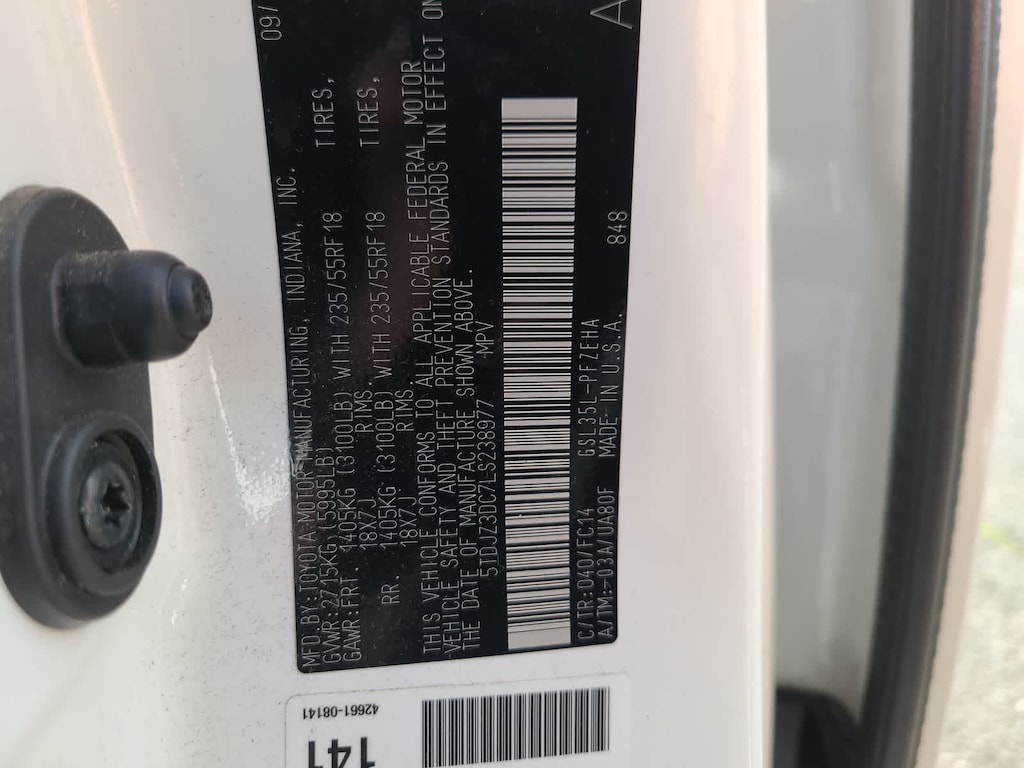 MFD.BY:TOYOTA MOTOR MANUFACTURING, INDIANA, INC. 09/
GVWR:2715KG (5995LB)
GAWR:FRT. 1405KG (3100LB) WITH 235/55RF18 TIRES,
18X7J RIMS.
RR. 1405KG (3100LB) WITH 235/55RF18 TIRES,
18X7J RIMS.
THIS VEHICLE CONFORMS TO ALL APPLICABLE FEDERAL MOTOR
VEHICLE SAFETY AND THEFT PREVENTION STANDARDS IN EFFECT ON
THE DATE OF MANUFACTURE SHOWN ABOVE.
5TDJZ3DC7LS238977 MPV
C/TR:040/FC14 GSL35L-PFZEHA
A/TM:-03A/UA80F MADE IN U.S.A. 848 A
42661-08141
141